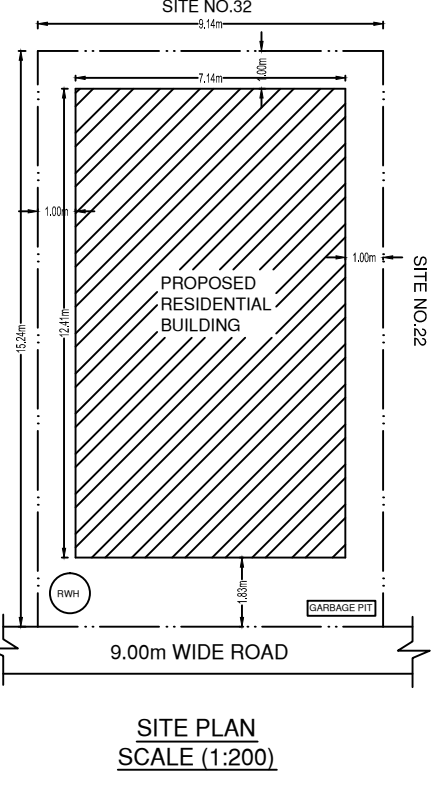 SITE NO.32
9.14m
1.00m
7.14m
1.00m
1.00m
SITE NO.22
15.24m
12.41m
PROPOSED
RESIDENTIAL
BUILDING
1.83m
RWH
GARBAGE PIT
9.00m WIDE ROAD
SITE PLAN
SCALE (1:200)